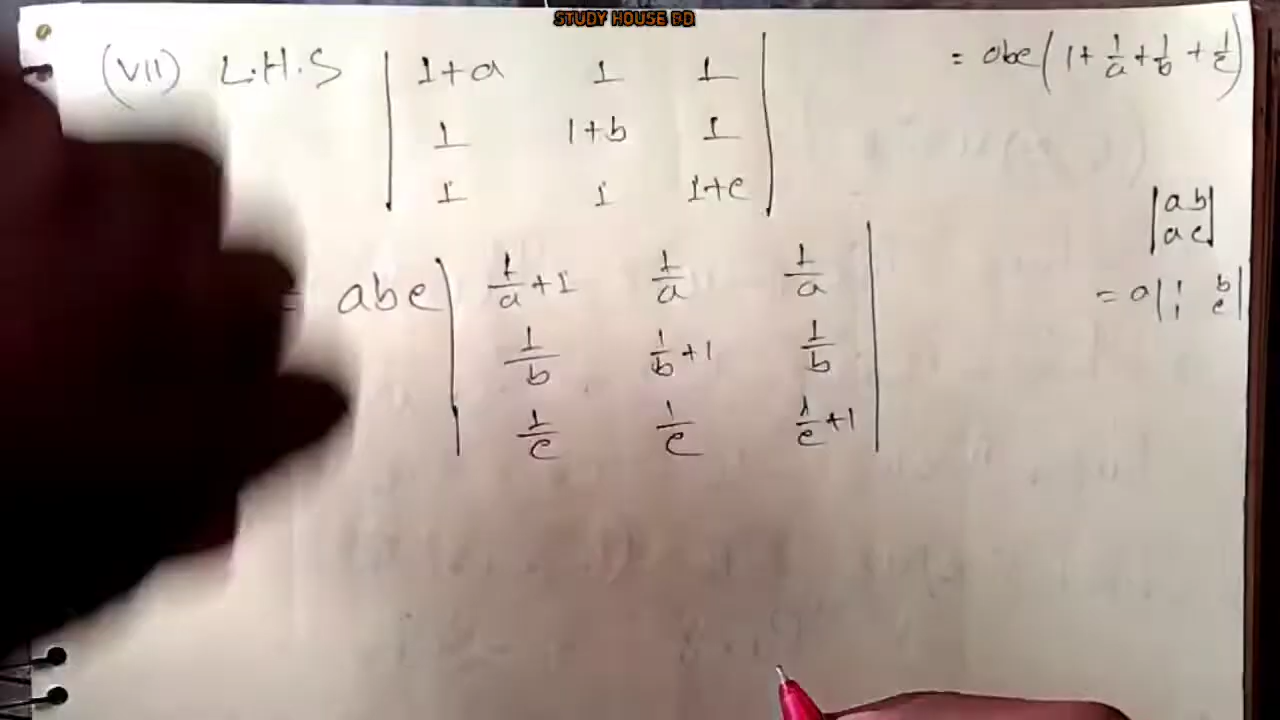 STUDY HOUSE BD
(VII) L.H.S | 1+a 1 1 | = abc(1+1/a+1/b+1/c)
| 1 1+b 1 |
| 1 1 1+c |
|a b|
|a c|
= abc | 1/a+1 1/a 1/a | = a|1 b|
|1 c|
| 1/b 1/b+1 1/b |
| 1/c 1/c 1/c+1 |